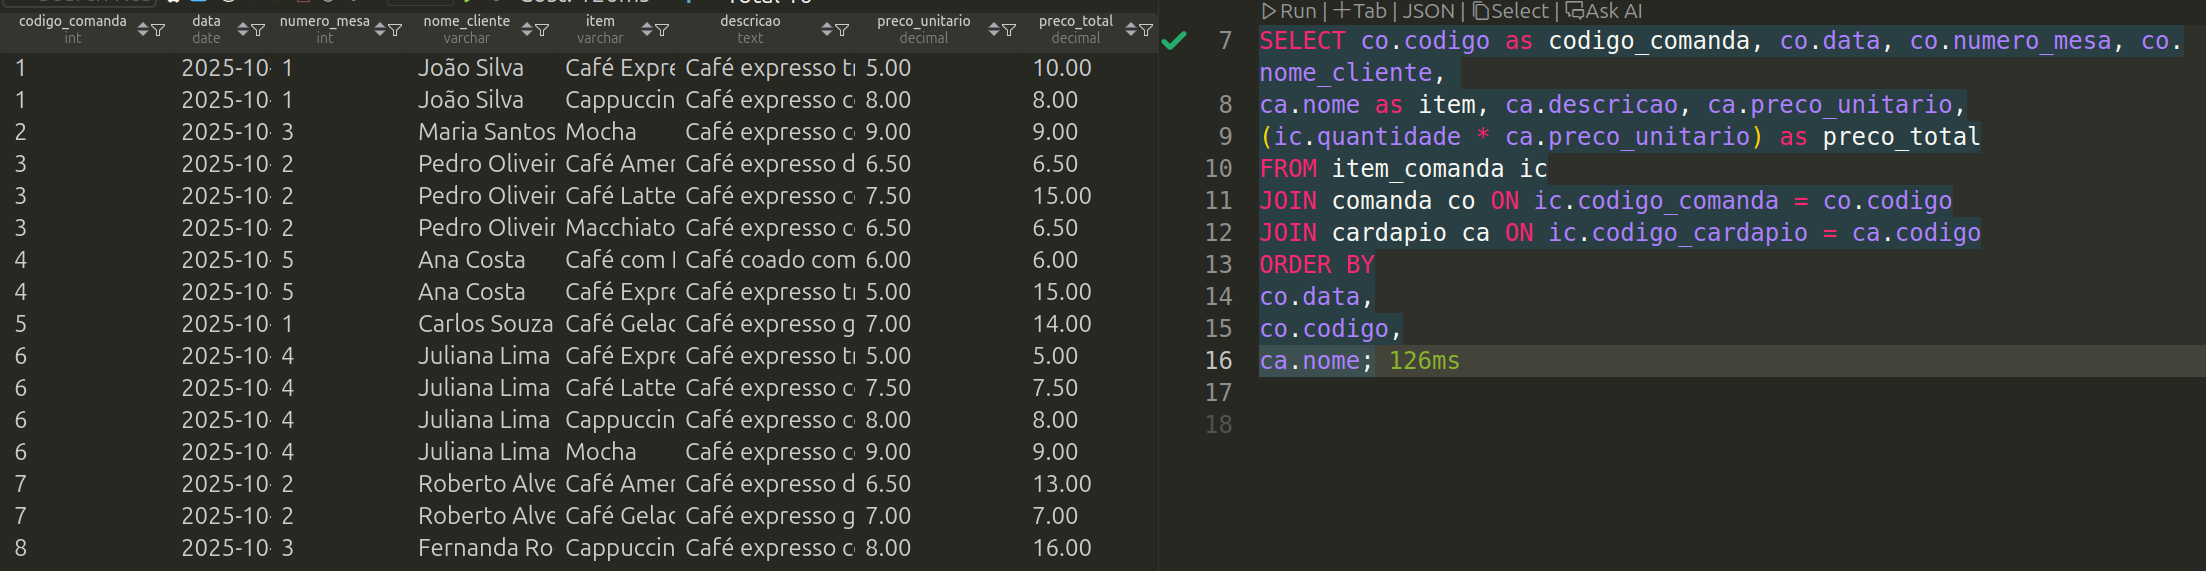 codigo_comanda data numero_mesa nome_cliente item descricao preco_unitario preco_total
int date int varchar varchar text decimal decimal
1 2025-10- 1 João Silva Café Expre Café expresso tr 5.00 10.00
1 2025-10- 1 João Silva Cappuccin Café expresso c 8.00 8.00
2 2025-10- 3 Maria Santos Mocha Café expresso c 9.00 9.00
3 2025-10- 2 Pedro Oliveir Café Amer Café expresso d 6.50 6.50
3 2025-10- 2 Pedro Oliveir Café Latte Café expresso c 7.50 15.00
3 2025-10- 2 Pedro Oliveir Macchiato Café expresso c 6.50 6.50
4 2025-10- 5 Ana Costa Café com Café coado com 6.00 6.00
4 2025-10- 5 Ana Costa Café Expre Café expresso tr 5.00 15.00
5 2025-10- 1 Carlos Souza Café Gelac Café expresso g 7.00 14.00
6 2025-10- 4 Juliana Lima Café Expre Café expresso tr 5.00 5.00
6 2025-10- 4 Juliana Lima Café Latte Café expresso c 7.50 7.50
6 2025-10- 4 Juliana Lima Cappuccin Café expresso c 8.00 8.00
6 2025-10- 4 Juliana Lima Mocha Café expresso c 9.00 9.00
7 2025-10- 2 Roberto Alve Café Amer Café expresso d 6.50 13.00
7 2025-10- 2 Roberto Alve Café Gelac Café expresso g 7.00 7.00
8 2025-10- 3 Fernanda Ro Cappuccin Café expresso c 8.00 16.00
Run | Tab | JSON | Select | Ask AI
7 SELECT co.codigo as codigo_comanda, co.data, co.numero_mesa, co.
nome_cliente,
8 ca.nome as item, ca.descricao, ca.preco_unitario,
9 (ic.quantidade * ca.preco_unitario) as preco_total
10 FROM item_comanda ic
11 JOIN comanda co ON ic.codigo_comanda = co.codigo
12 JOIN cardapio ca ON ic.codigo_cardapio = ca.codigo
13 ORDER BY
14 co.data,
15 co.codigo,
16 ca.nome; 126ms
17
18